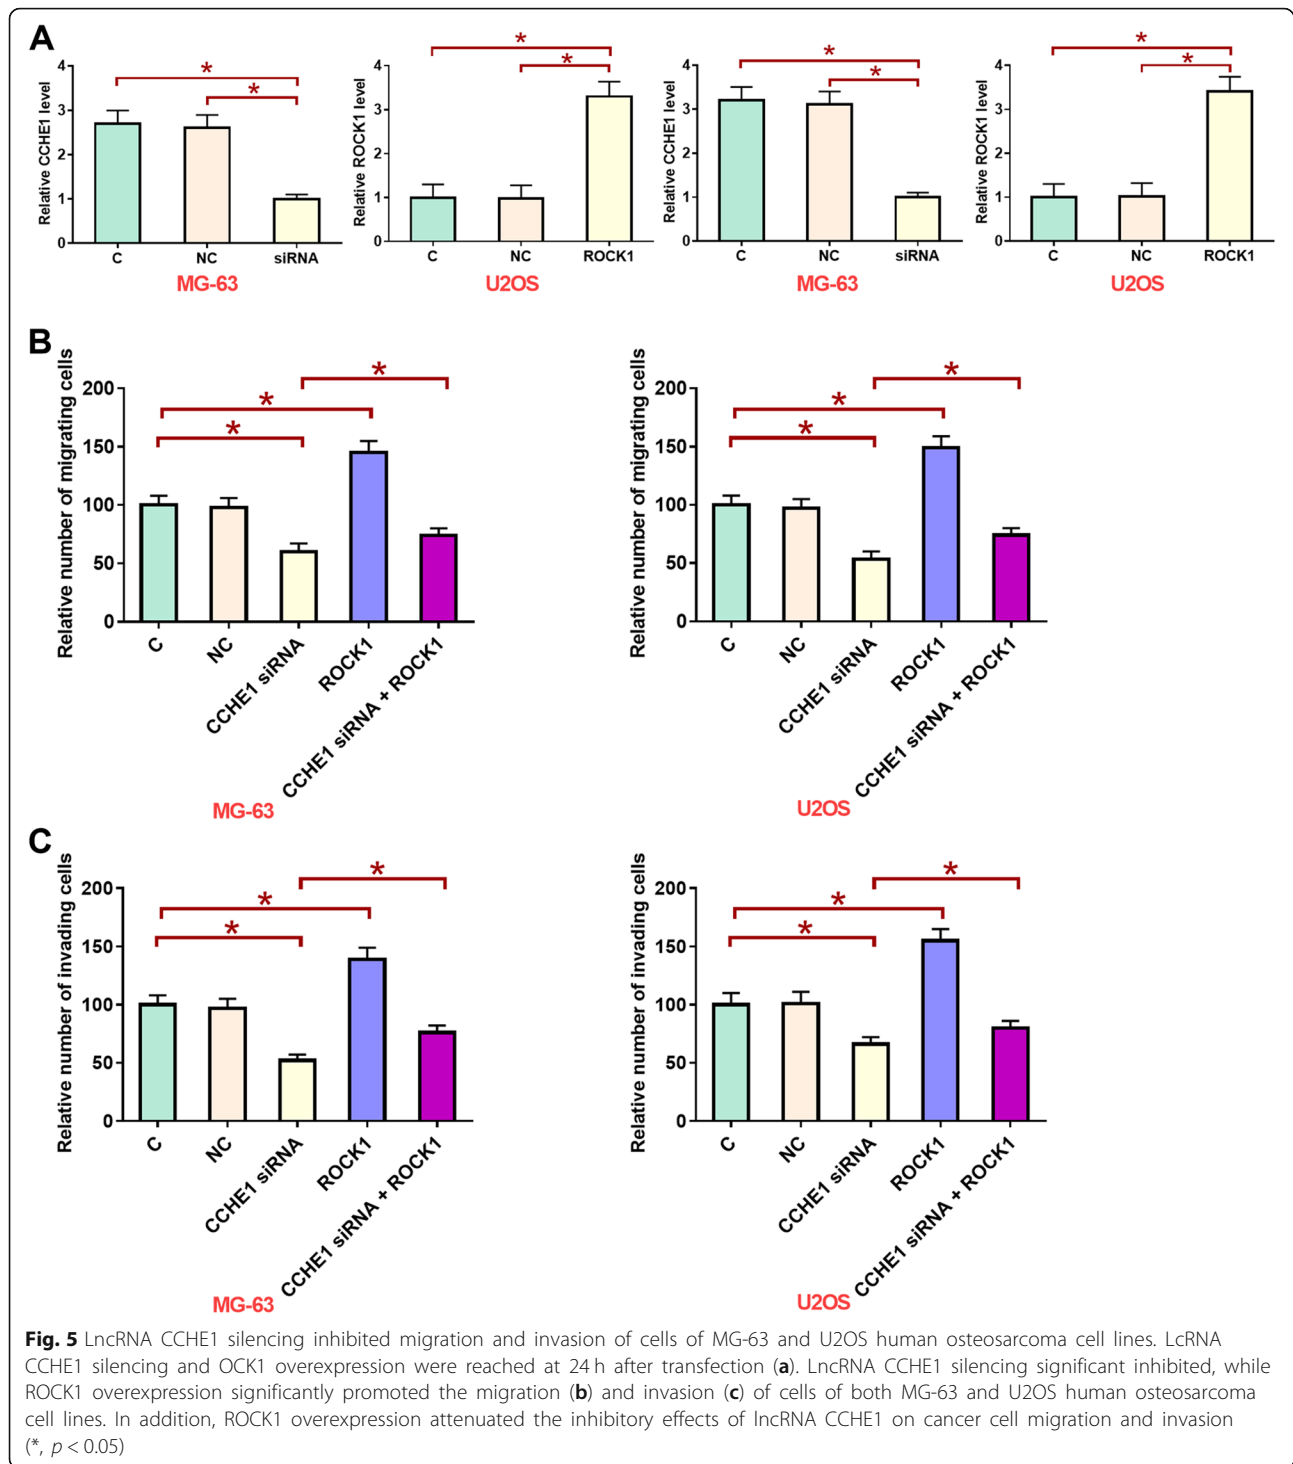 A
Relative CCHE1 level
4
3
2
1
0
*
*
C NC siRNA
MG-63
Relative ROCK1 level
4
3
2
1
0
*
*
C NC ROCK1
U2OS
Relative CCHE1 level
4
3
2
1
0
*
*
C NC siRNA
MG-63
Relative ROCK1 level
4
3
2
1
0
*
*
C NC ROCK1
U2OS
B
Relative number of migrating cells
200
150
100
50
0
*
*
*
C
NC
CCHE1 siRNA
ROCK1
CCHE1 siRNA + ROCK1
MG-63
Relative number of migrating cells
200
150
100
50
0
*
*
*
C
NC
CCHE1 siRNA
ROCK1
CCHE1 siRNA + ROCK1
U2OS
C
Relative number of invading cells
200
150
100
50
0
*
*
*
C
NC
CCHE1 siRNA
ROCK1
CCHE1 siRNA + ROCK1
MG-63
Relative number of invading cells
200
150
100
50
0
*
*
*
C
NC
CCHE1 siRNA
ROCK1
CCHE1 siRNA + ROCK1
U2OS
Fig. 5 LncRNA CCHE1 silencing inhibited migration and invasion of cells of MG-63 and U2OS human osteosarcoma cell lines. LcRNA
CCHE1 silencing and OCK1 overexpression were reached at 24 h after transfection (a). LncRNA CCHE1 silencing significant inhibited, while
ROCK1 overexpression significantly promoted the migration (b) and invasion (c) of cells of both MG-63 and U2OS human osteosarcoma
cell lines. In addition, ROCK1 overexpression attenuated the inhibitory effects of lncRNA CCHE1 on cancer cell migration and invasion
(*, p < 0.05)